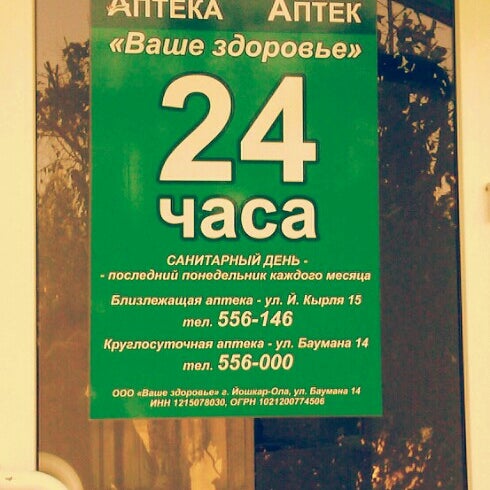 АПТЕКА АПТЕК
«Ваше здоровье»
24
часа
САНИТАРНЫЙ ДЕНЬ -
- последний понедельник каждого месяца
Близлежащая аптека - ул. Й. Кырля 15
тел. 556-146
Круглосуточная аптека - ул. Баумана 14
тел. 556-000
ООО «Ваше здоровье» г. Йошкар-Ола, ул. Баумана 14
ИНН 1215078030, ОГРН 1021200774506